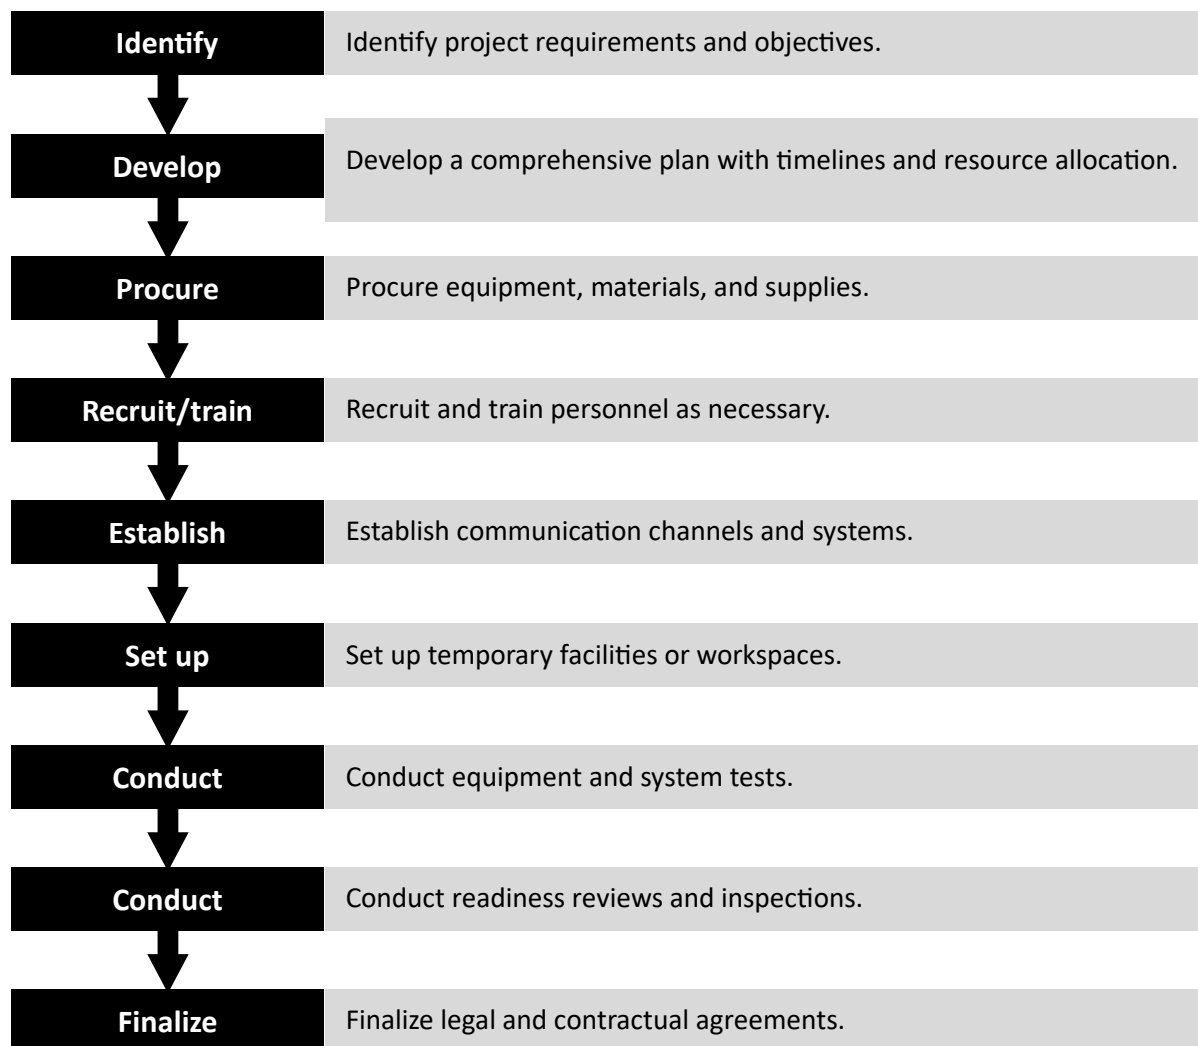 Identify
Identify project requirements and objectives.
Develop
Develop a comprehensive plan with timelines and resource allocation.
Procure
Procure equipment, materials, and supplies.
Recruit/train
Recruit and train personnel as necessary.
Establish
Establish communication channels and systems.
Set up
Set up temporary facilities or workspaces.
Conduct
Conduct equipment and system tests.
Conduct
Conduct readiness reviews and inspections.
Finalize
Finalize legal and contractual agreements.